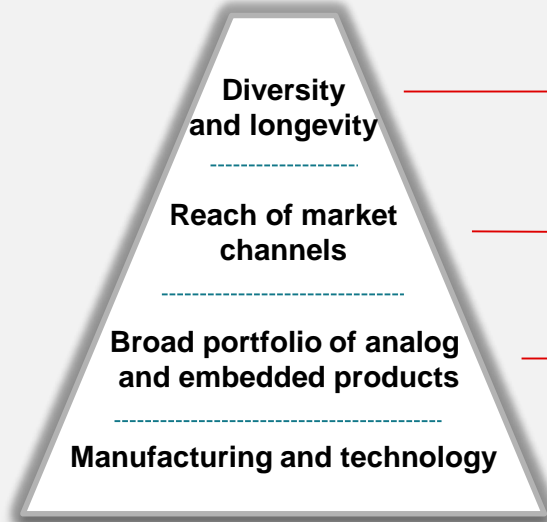 Diversity
and longevity
Reach of market
channels
Broad portfolio of analog
and embedded products
Manufacturing and technology